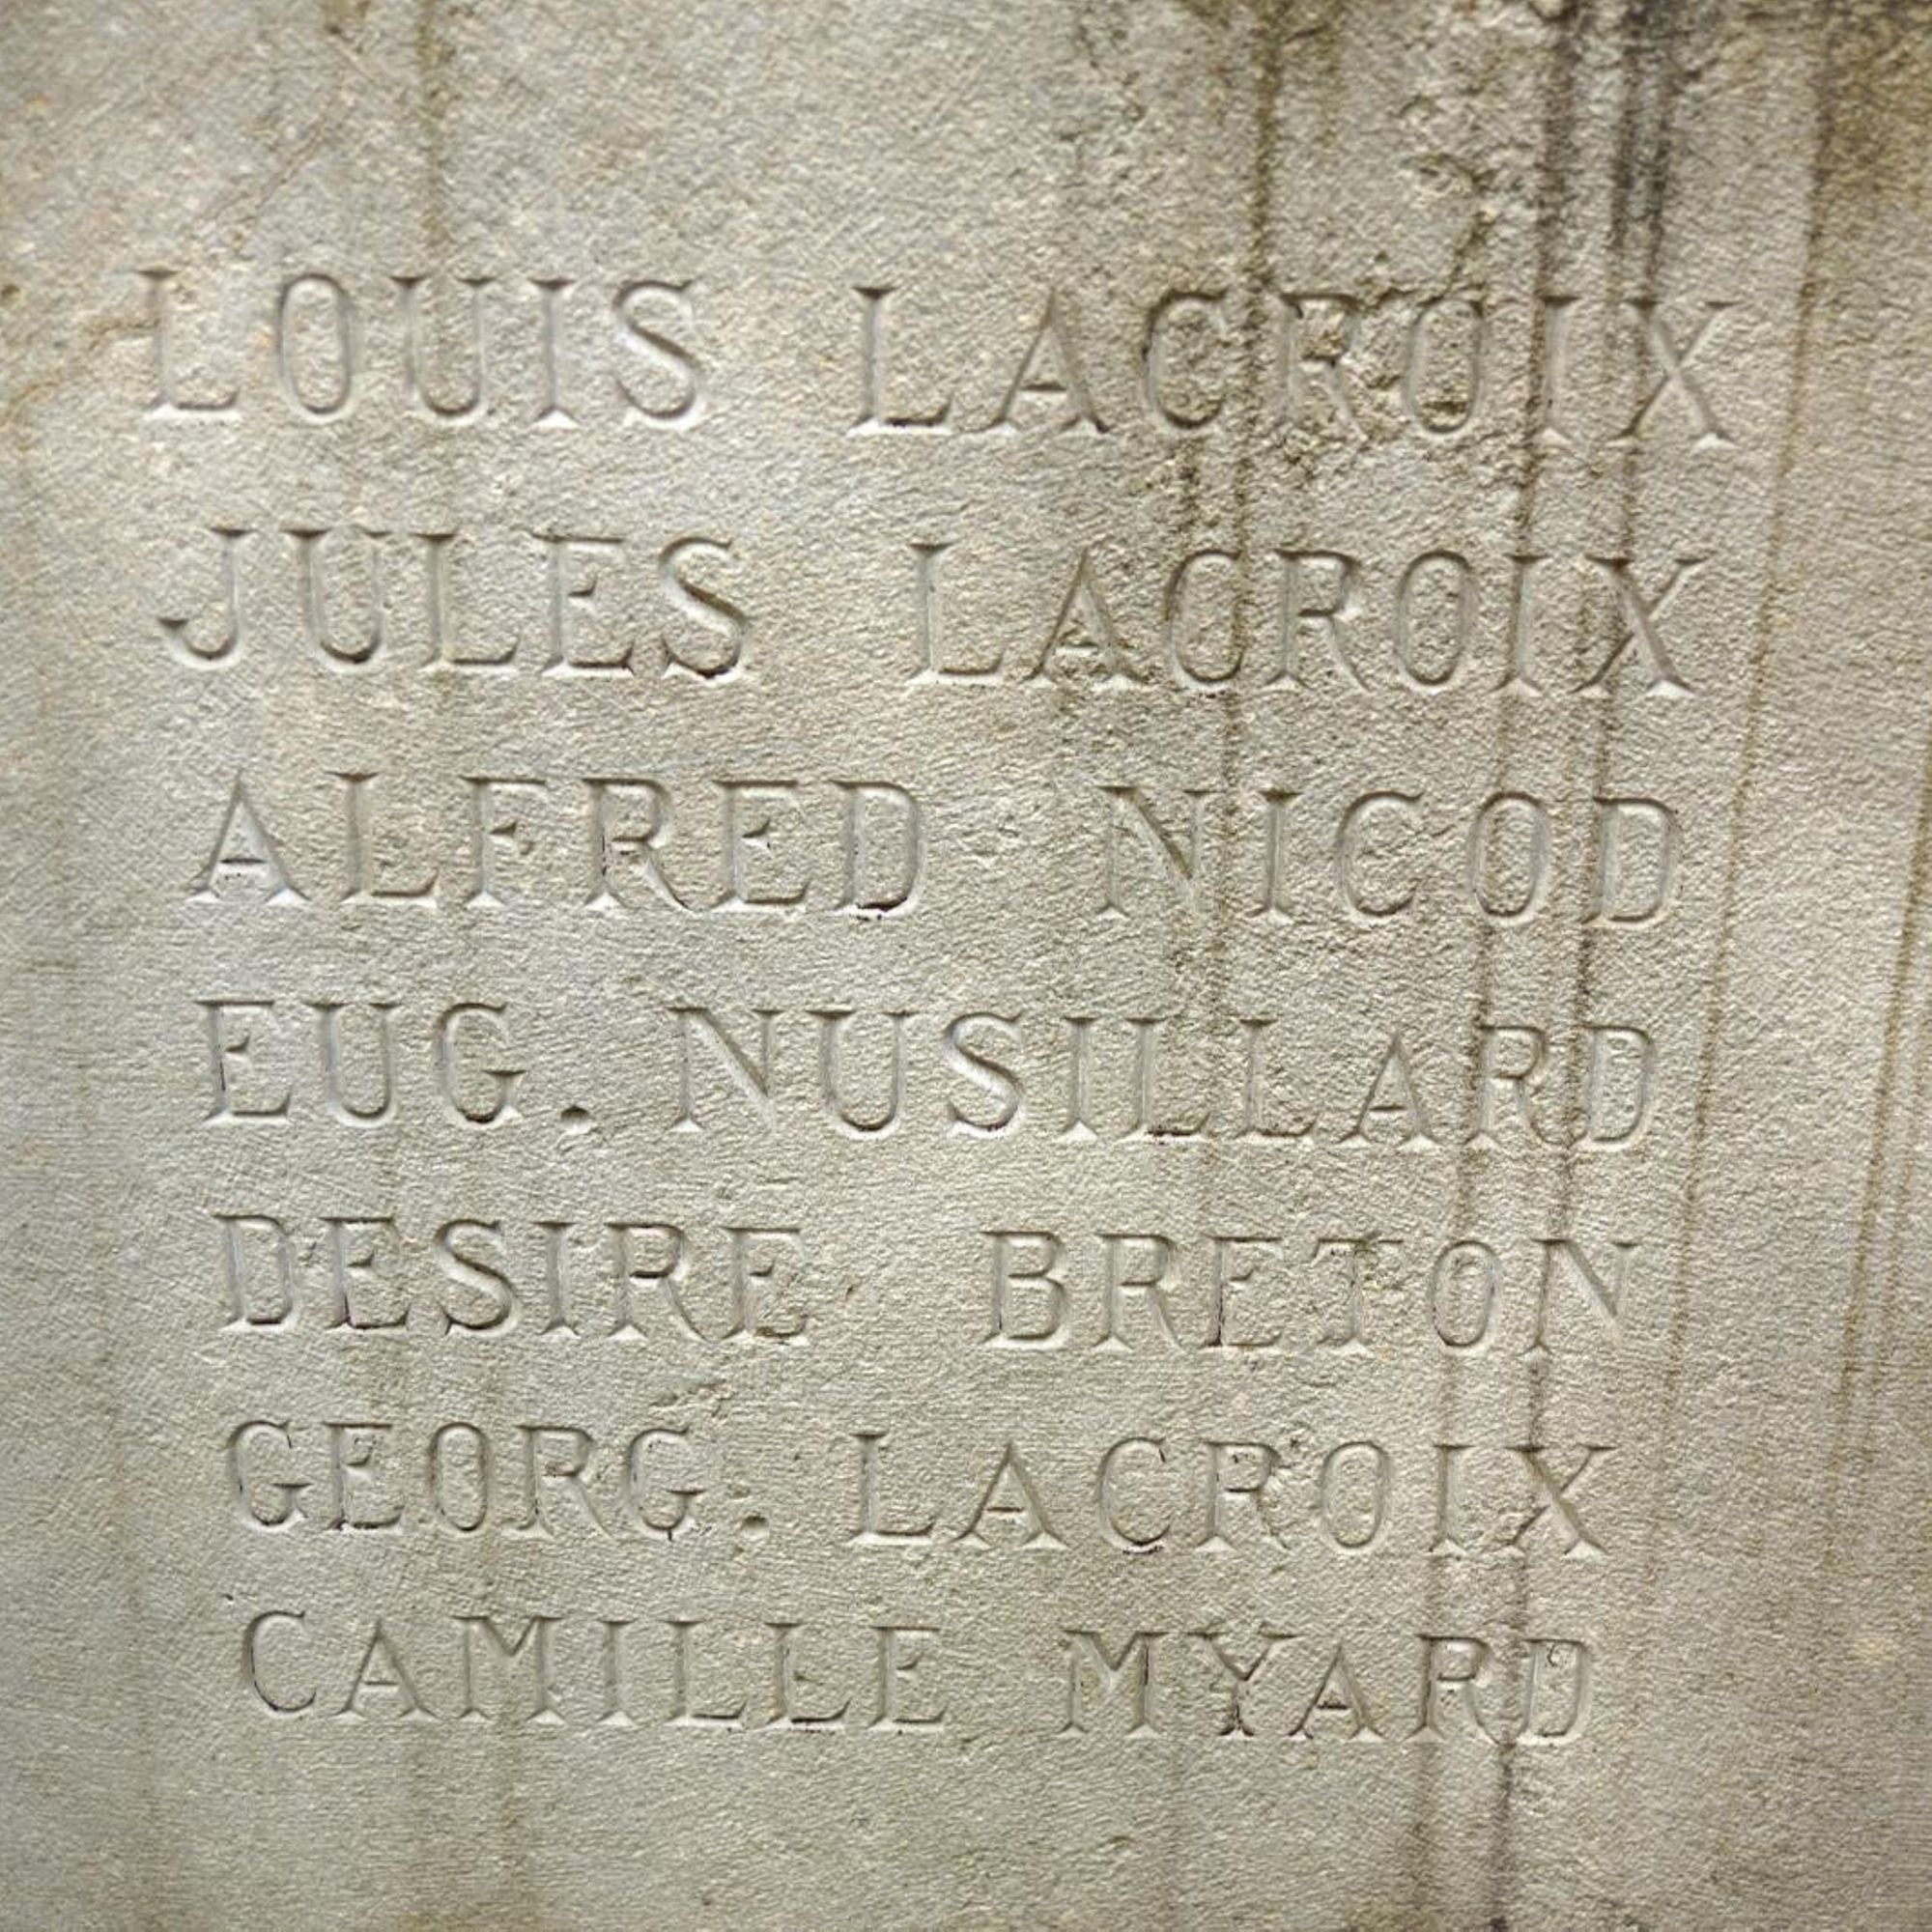 LOUIS LACROIX
JULES LACROIX
ALFRED NICOD
EUG. NUSILLARD
DESIRE BRETON
GEORG. LACROIX
CAMILLE MYARD